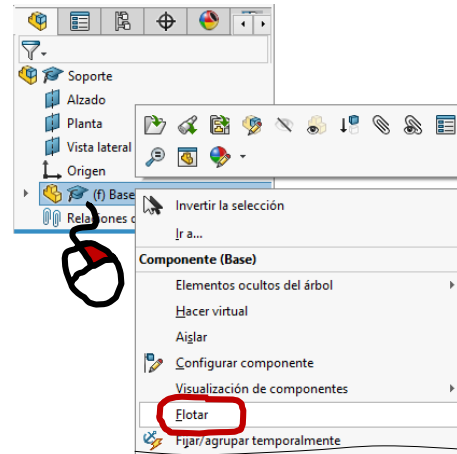 Soporte
Alzado
Planta
Vista lateral
Origen
(f) Base
Relaciones
Invertir la selección
Ir a...
Componente (Base)
Elementos ocultos del árbol
Hacer virtual
Aislar
Configurar componente
Visualización de componentes
Flotar
Fijar/agrupar temporalmente